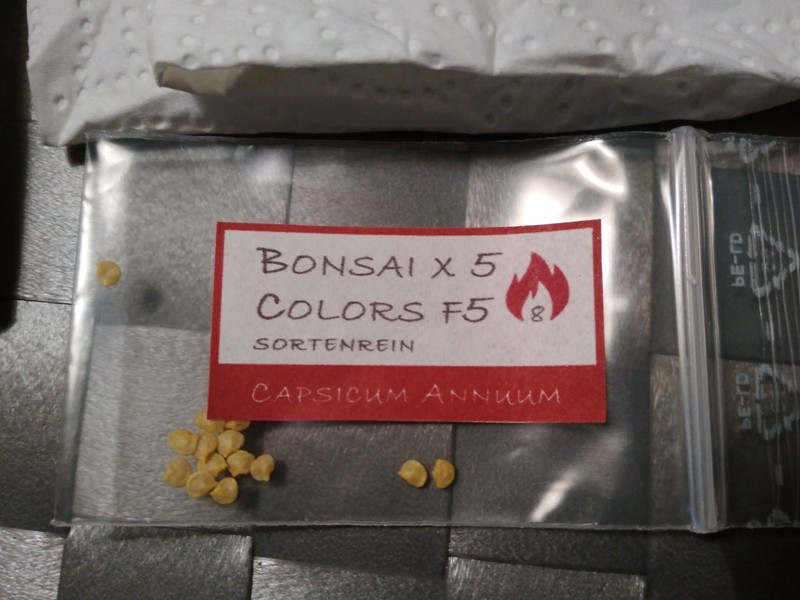 BONSAI X 5
COLORS F5
8
SORTENREIN
CAPSICUM ANNUUM
PE-LD
PE-LD